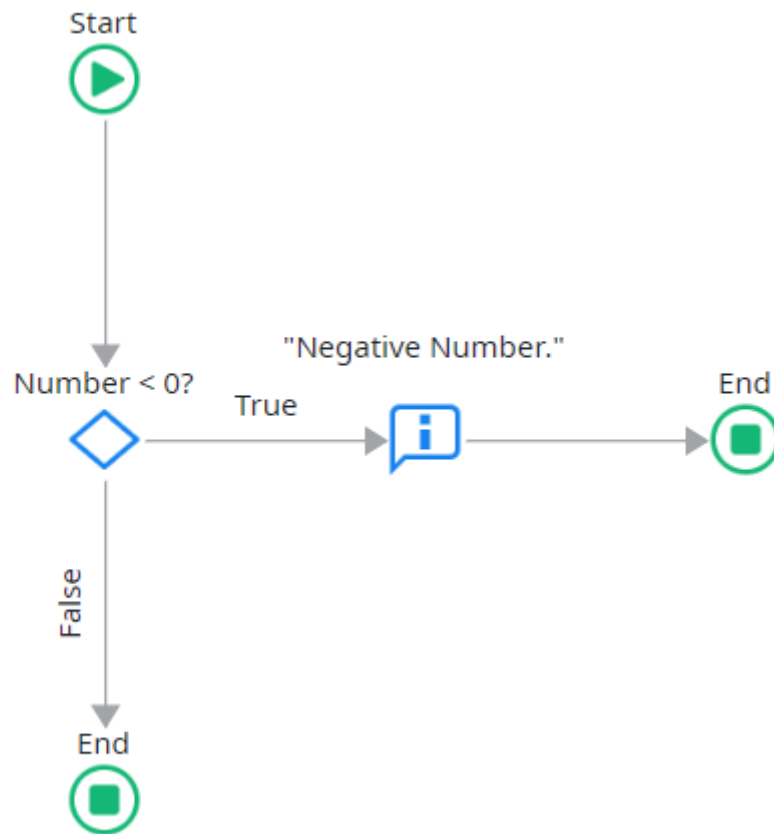 Start
"Negative Number."
Number < 0?
True
End
False
End